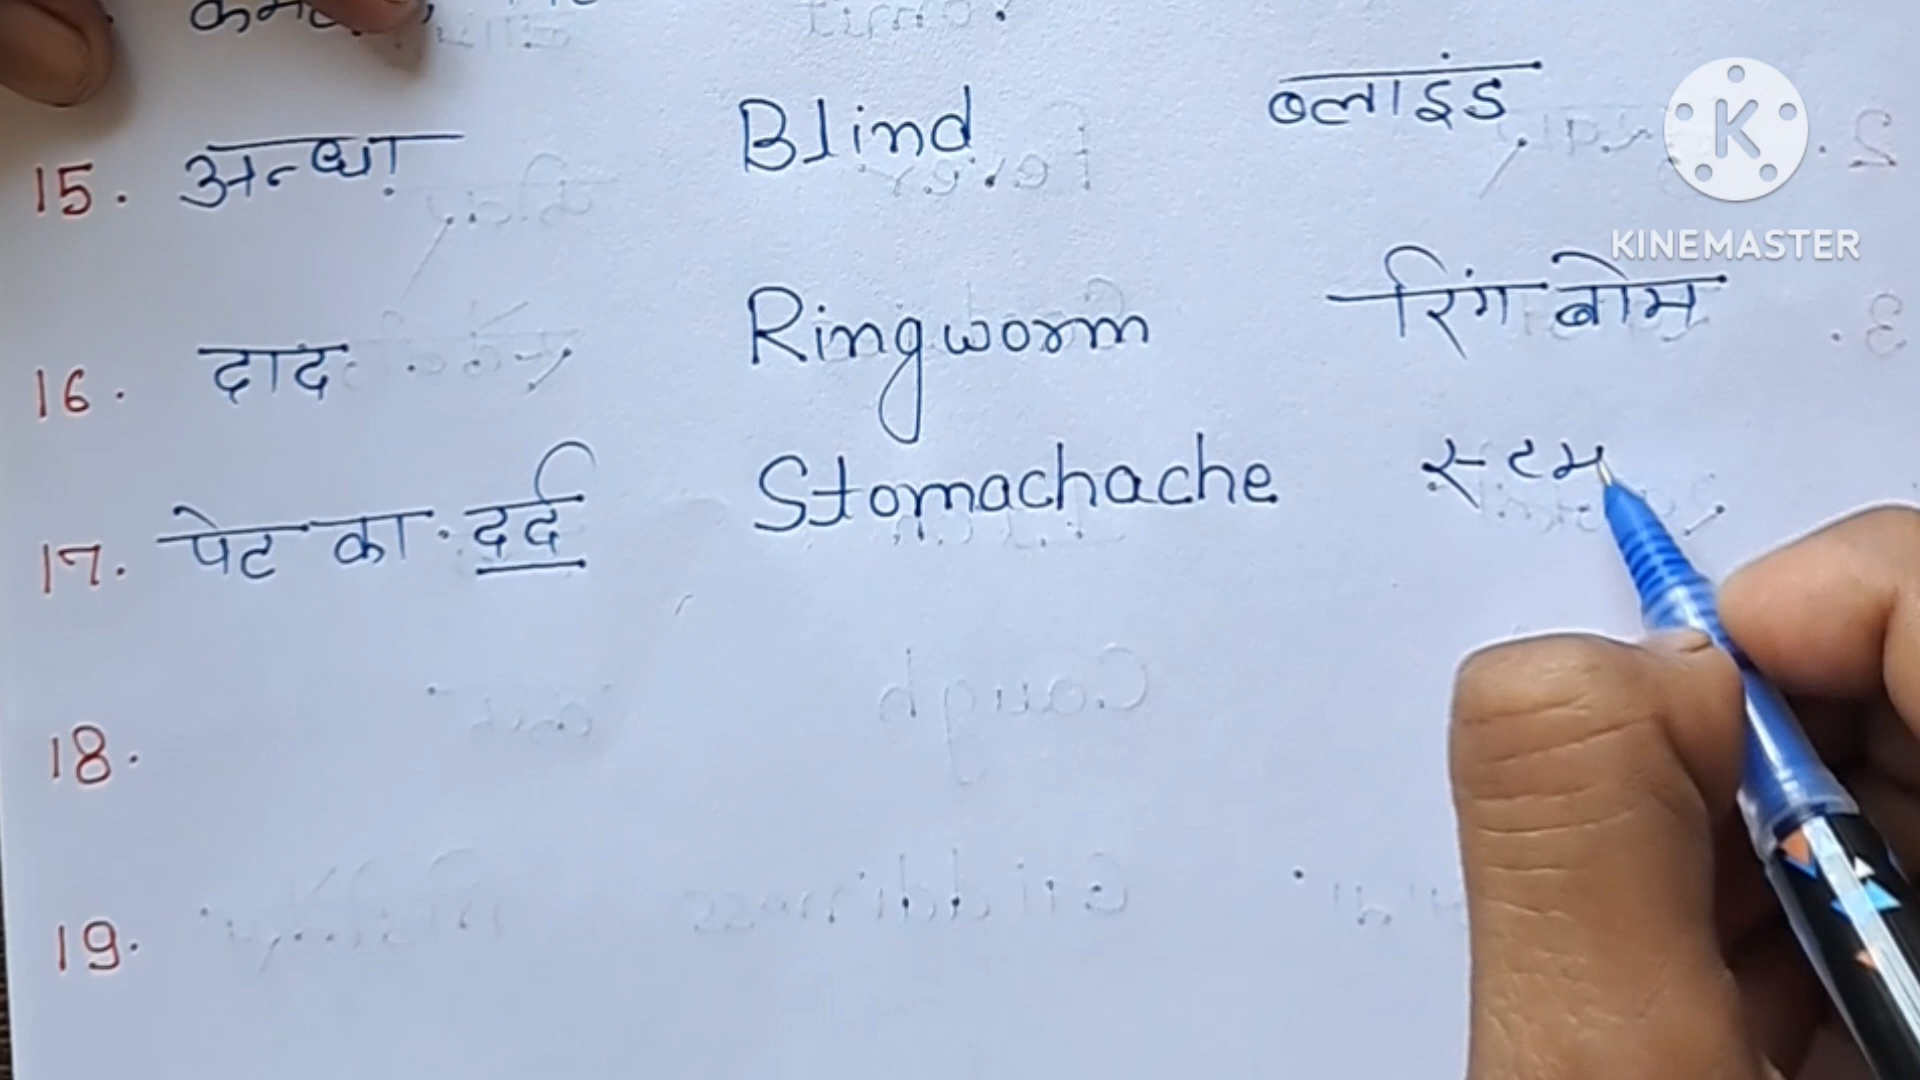 15. अन्धा Blind ब्लाइंड
KINEMASTER
16. दाद Ringworm रिंग बोम
17. पेट का दर्द Stomachache स्टम
18.
19.